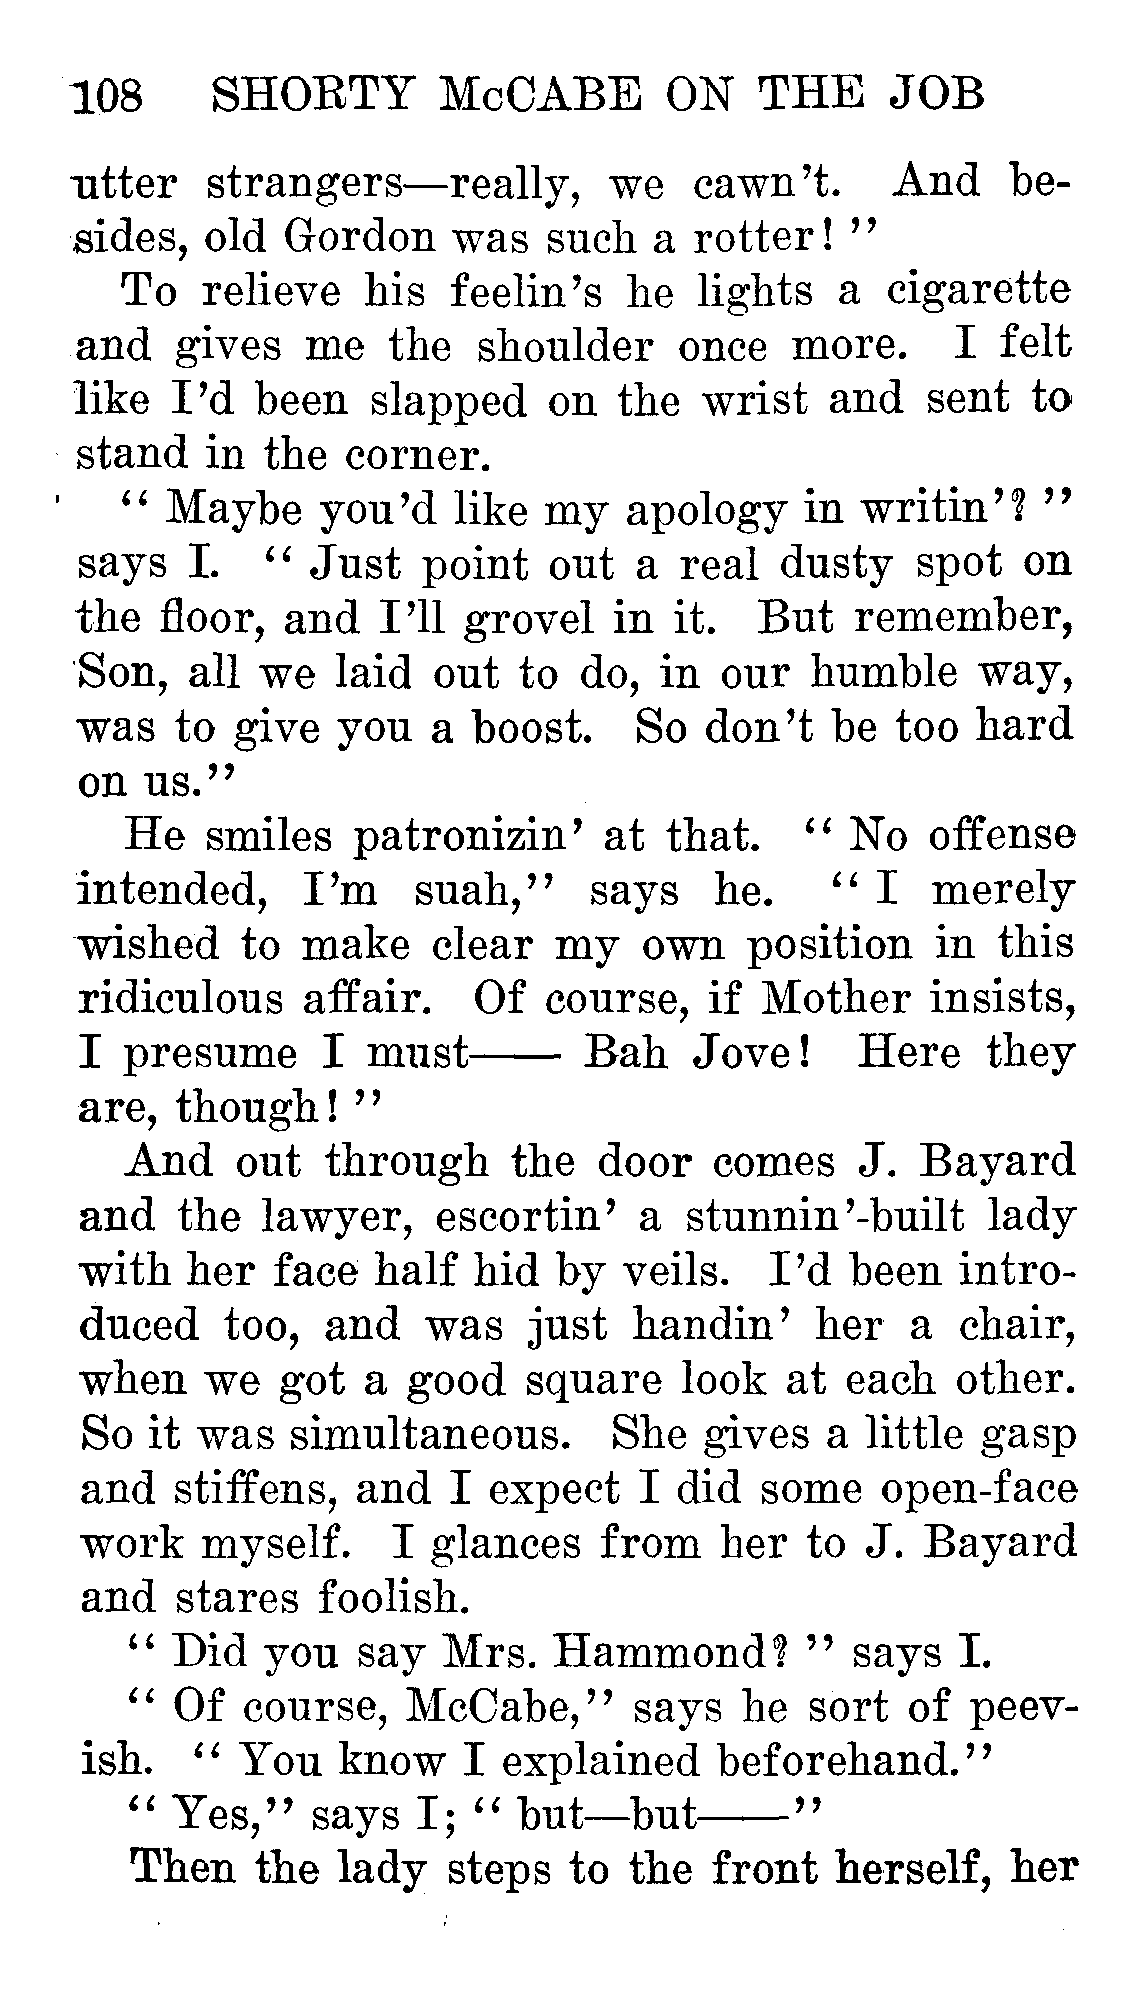 108 SHORTY McCABE ON THE JOB
utter strangers—really, we cawn't. And be-
sides, old Gordon was such a rotter! ”
To relieve his feelin's he lights a cigarette
and gives me the shoulder once more. I felt
like I'd been slapped on the wrist and sent to
stand in the corner.
“ Maybe you'd like my apology in writin'? ”
says I. “ Just point out a real dusty spot on
the floor, and I'll grovel in it. But remember,
Son, all we laid out to do, in our humble way,
was to give you a boost. So don't be too hard
on us.”
He smiles patronizin' at that. “ No offense
intended, I'm suah,” says he. “ I merely
wished to make clear my own position in this
ridiculous affair. Of course, if Mother insists,
I presume I must—— Bah Jove! Here they
are, though! ”
And out through the door comes J. Bayard
and the lawyer, escortin' a stunnin'-built lady
with her face half hid by veils. I'd been intro-
duced too, and was just handin' her a chair,
when we got a good square look at each other.
So it was simultaneous. She gives a little gasp
and stiffens, and I expect I did some open-face
work myself. I glances from her to J. Bayard
and stares foolish.
“ Did you say Mrs. Hammond? ” says I.
“ Of course, McCabe,” says he sort of peev-
ish. “ You know I explained beforehand.”
“ Yes,” says I; “ but—but——”
Then the lady steps to the front herself, her